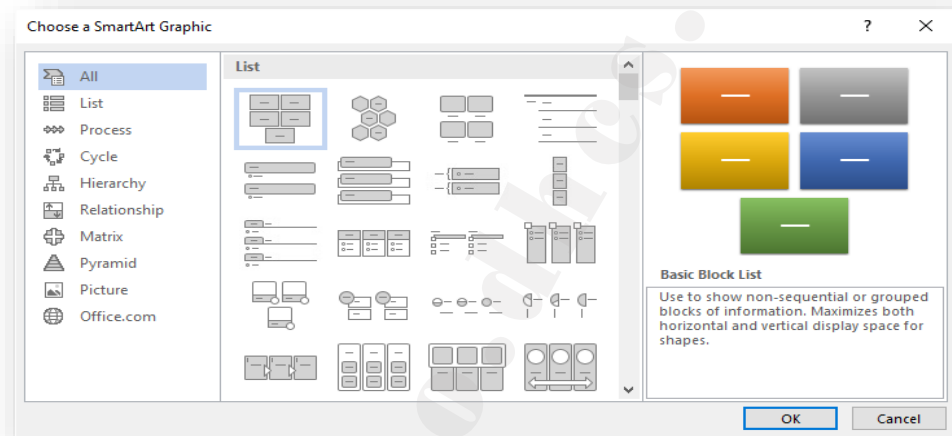 Choose a SmartArt Graphic
? ×
All
List
Process
Cycle
Hierarchy
Relationship
Matrix
Pyramid
Picture
Office.com
List
Basic Block List
Use to show non-sequential or grouped
blocks of information. Maximizes both
horizontal and vertical display space for
shapes.
OK
Cancel